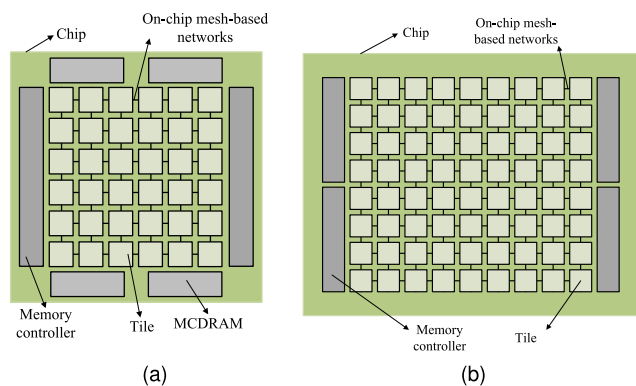 Chip
On-chip mesh-based
networks
Memory
controller
Tile
MCDRAM
(a)
Chip
On-chip mesh-
based networks
Memory
controller
Tile
(b)